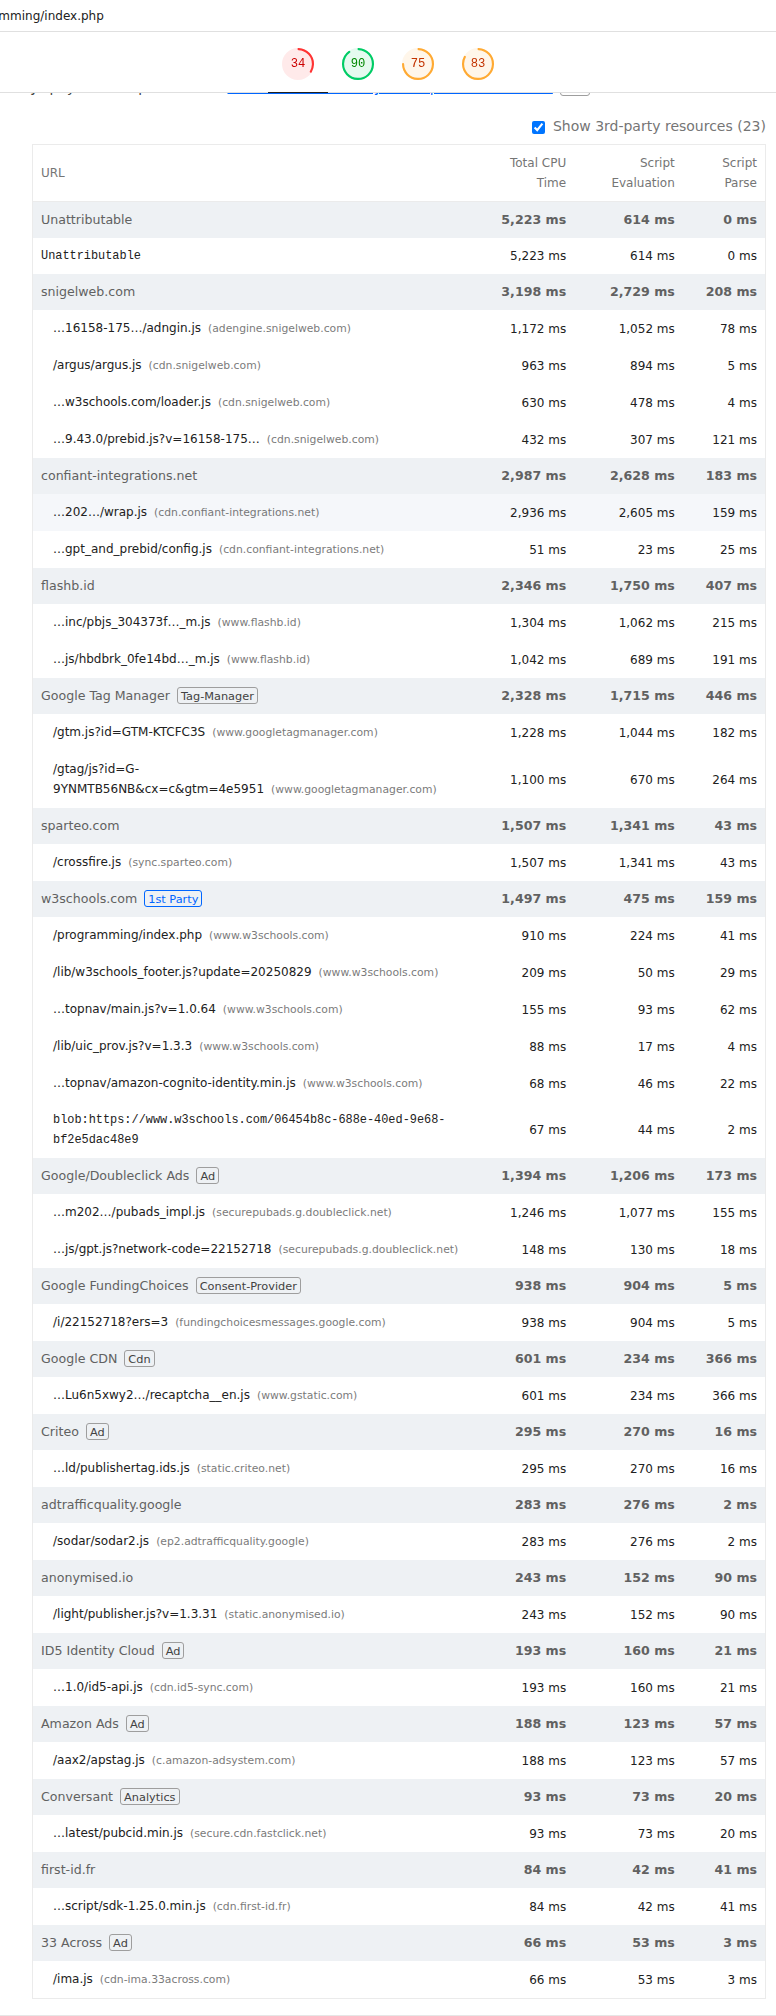 mming/index.php
34 90 75 83
Show 3rd-party resources (23)
URL Total CPU Time Script Evaluation Script Parse
Unattributable 5,223 ms 614 ms 0 ms
Unattributable 5,223 ms 614 ms 0 ms
snigelweb.com 3,198 ms 2,729 ms 208 ms
…16158-175…/adngin.js (adengine.snigelweb.com) 1,172 ms 1,052 ms 78 ms
/argus/argus.js (cdn.snigelweb.com) 963 ms 894 ms 5 ms
…w3schools.com/loader.js (cdn.snigelweb.com) 630 ms 478 ms 4 ms
…9.43.0/prebid.js?v=16158-175… (cdn.snigelweb.com) 432 ms 307 ms 121 ms
confiant-integrations.net 2,987 ms 2,628 ms 183 ms
…202…/wrap.js (cdn.confiant-integrations.net) 2,936 ms 2,605 ms 159 ms
…gpt_and_prebid/config.js (cdn.confiant-integrations.net) 51 ms 23 ms 25 ms
flashb.id 2,346 ms 1,750 ms 407 ms
…inc/pbjs_304373f…_m.js (www.flashb.id) 1,304 ms 1,062 ms 215 ms
…js/hbdbrk_0fe14bd…_m.js (www.flashb.id) 1,042 ms 689 ms 191 ms
Google Tag Manager Tag-Manager 2,328 ms 1,715 ms 446 ms
/gtm.js?id=GTM-KTCFC3S (www.googletagmanager.com) 1,228 ms 1,044 ms 182 ms
/gtag/js?id=G-
9YNMTB56NB&cx=c&gtm=4e5951 (www.googletagmanager.com) 1,100 ms 670 ms 264 ms
sparteo.com 1,507 ms 1,341 ms 43 ms
/crossfire.js (sync.sparteo.com) 1,507 ms 1,341 ms 43 ms
w3schools.com 1st Party 1,497 ms 475 ms 159 ms
/programming/index.php (www.w3schools.com) 910 ms 224 ms 41 ms
/lib/w3schools_footer.js?update=20250829 (www.w3schools.com) 209 ms 50 ms 29 ms
…topnav/main.js?v=1.0.64 (www.w3schools.com) 155 ms 93 ms 62 ms
/lib/uic_prov.js?v=1.3.3 (www.w3schools.com) 88 ms 17 ms 4 ms
…topnav/amazon-cognito-identity.min.js (www.w3schools.com) 68 ms 46 ms 22 ms
blob:https://www.w3schools.com/06454b8c-688e-40ed-9e68-
bf2e5dac48e9 67 ms 44 ms 2 ms
Google/Doubleclick Ads Ad 1,394 ms 1,206 ms 173 ms
…m202…/pubads_impl.js (securepubads.g.doubleclick.net) 1,246 ms 1,077 ms 155 ms
…js/gpt.js?network-code=22152718 (securepubads.g.doubleclick.net) 148 ms 130 ms 18 ms
Google FundingChoices Consent-Provider 938 ms 904 ms 5 ms
/i/22152718?ers=3 (fundingchoicesmessages.google.com) 938 ms 904 ms 5 ms
Google CDN Cdn 601 ms 234 ms 366 ms
…Lu6n5xwy2…/recaptcha__en.js (www.gstatic.com) 601 ms 234 ms 366 ms
Criteo Ad 295 ms 270 ms 16 ms
…ld/publishertag.ids.js (static.criteo.net) 295 ms 270 ms 16 ms
adtrafficquality.google 283 ms 276 ms 2 ms
/sodar/sodar2.js (ep2.adtrafficquality.google) 283 ms 276 ms 2 ms
anonymised.io 243 ms 152 ms 90 ms
/light/publisher.js?v=1.3.31 (static.anonymised.io) 243 ms 152 ms 90 ms
ID5 Identity Cloud Ad 193 ms 160 ms 21 ms
…1.0/id5-api.js (cdn.id5-sync.com) 193 ms 160 ms 21 ms
Amazon Ads Ad 188 ms 123 ms 57 ms
/aax2/apstag.js (c.amazon-adsystem.com) 188 ms 123 ms 57 ms
Conversant Analytics 93 ms 73 ms 20 ms
…latest/pubcid.min.js (secure.cdn.fastclick.net) 93 ms 73 ms 20 ms
first-id.fr 84 ms 42 ms 41 ms
…script/sdk-1.25.0.min.js (cdn.first-id.fr) 84 ms 42 ms 41 ms
33 Across Ad 66 ms 53 ms 3 ms
/ima.js (cdn-ima.33across.com) 66 ms 53 ms 3 ms